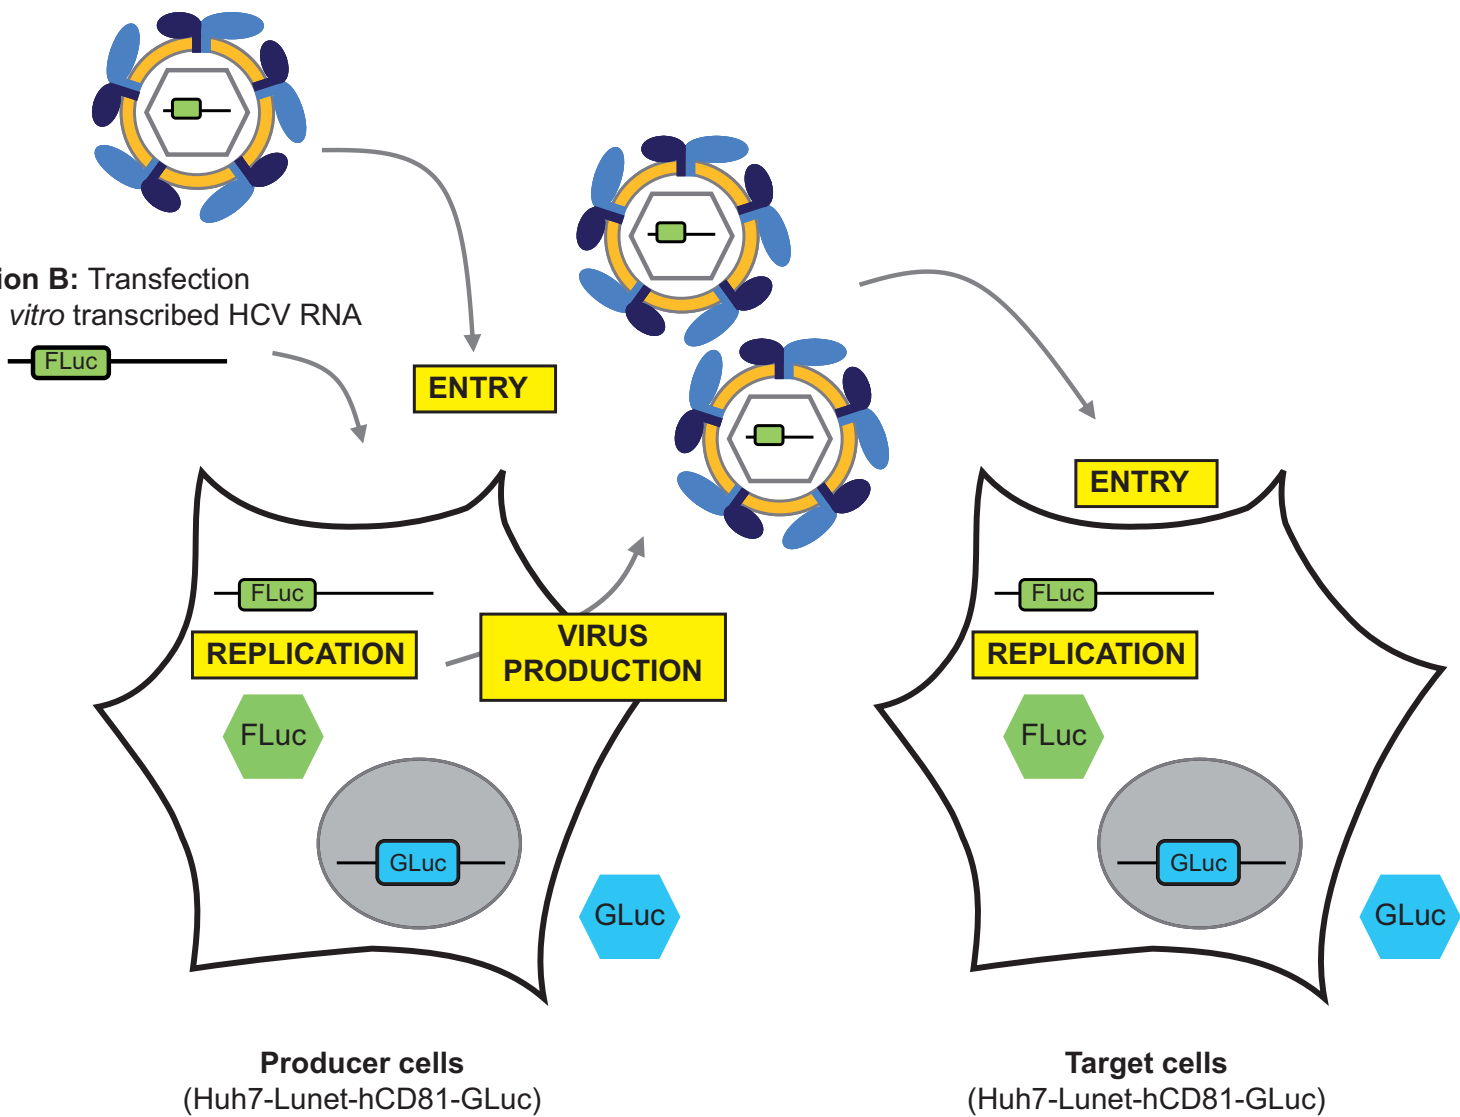 ion B: Transfection
vitro transcribed HCV RNA
FLuc
ENTRY
ENTRY
FLuc
REPLICATION
VIRUS
PRODUCTION
FLuc
GLuc
GLuc
FLuc
REPLICATION
FLuc
GLuc
GLuc
Producer cells
(Huh7-Lunet-hCD81-GLuc)
Target cells
(Huh7-Lunet-hCD81-GLuc)